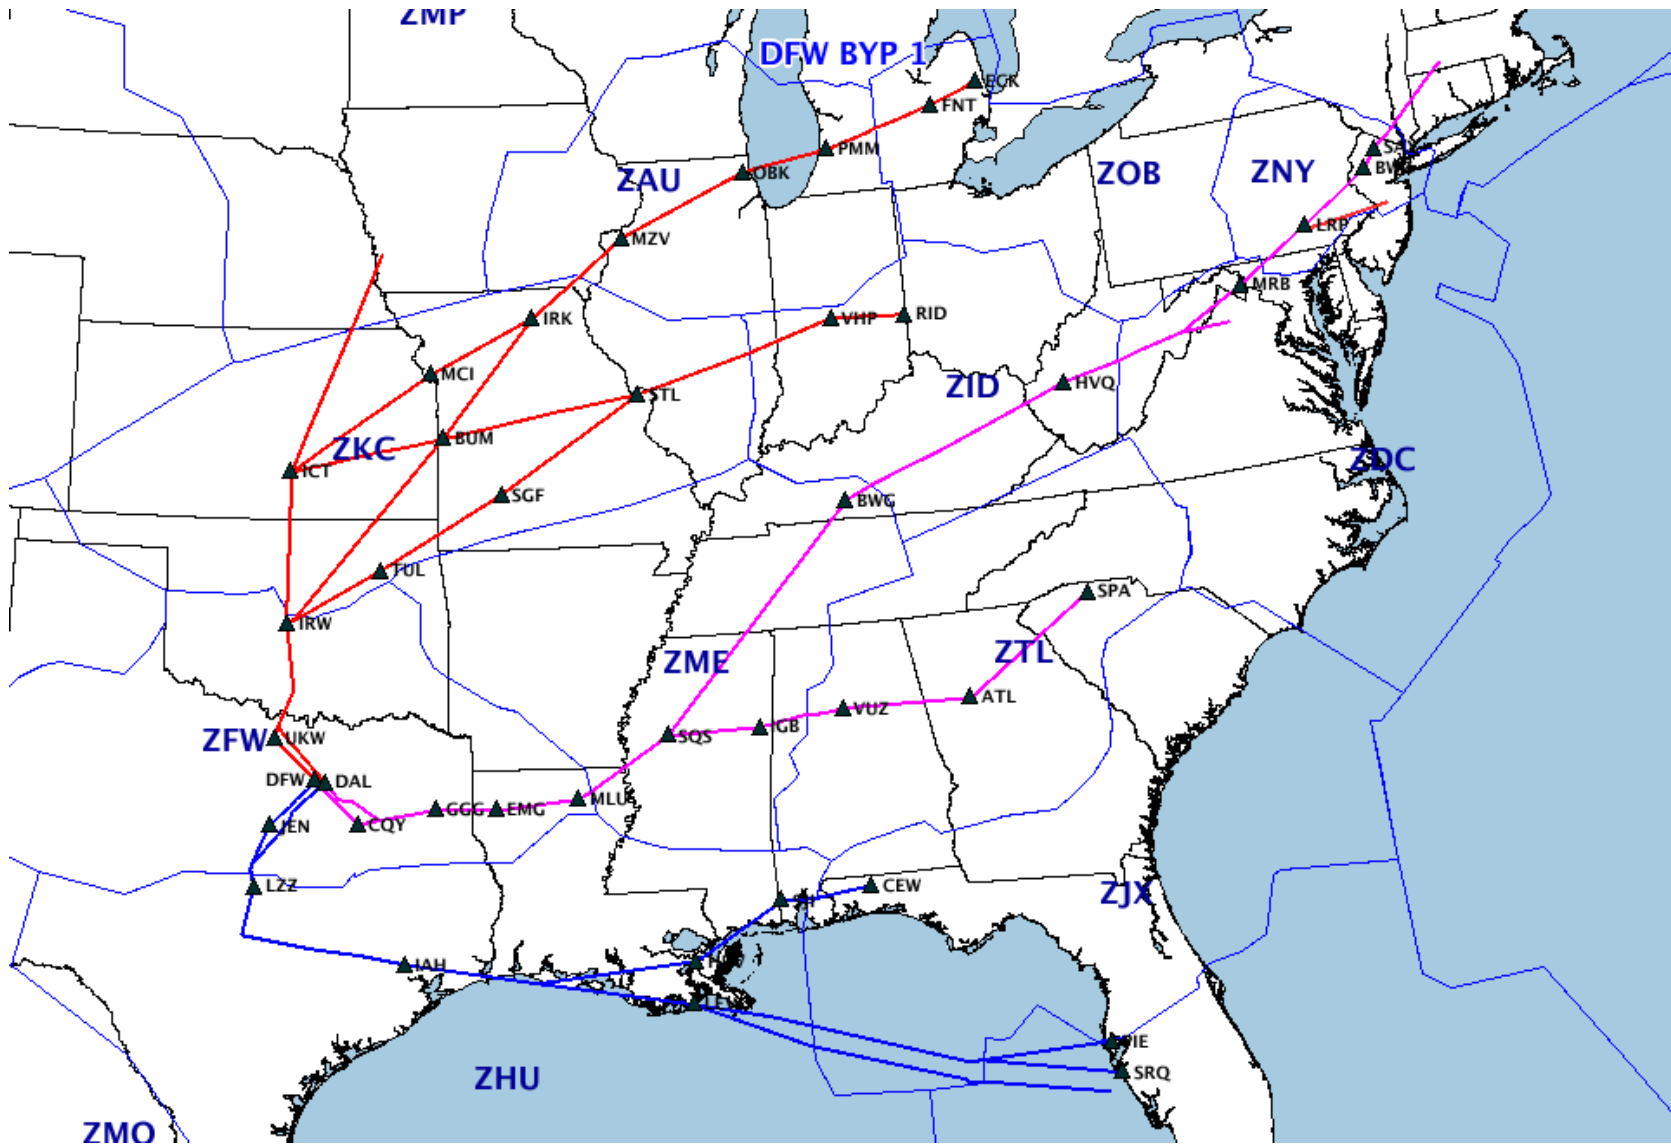 ZMP
DFW BYP 1
ECK
FNT
PMM
OBK
ZAU
ZOB
ZNY
LRP
MZV
MRB
IRK
VHP
RID
MCI
STL
ZID
HVQ
BUM
ZKC
ICT
ZDC
SGF
BWG
TUL
SPA
IRW
ZME
ZTL
ATL
VUZ
IGB
SQS
ZFW
UKW
DFW
DAL
MLU
GGG
EMG
CQY
JEN
LZZ
CEW
ZJX
IAH
PIE
SRQ
ZHU
ZMO